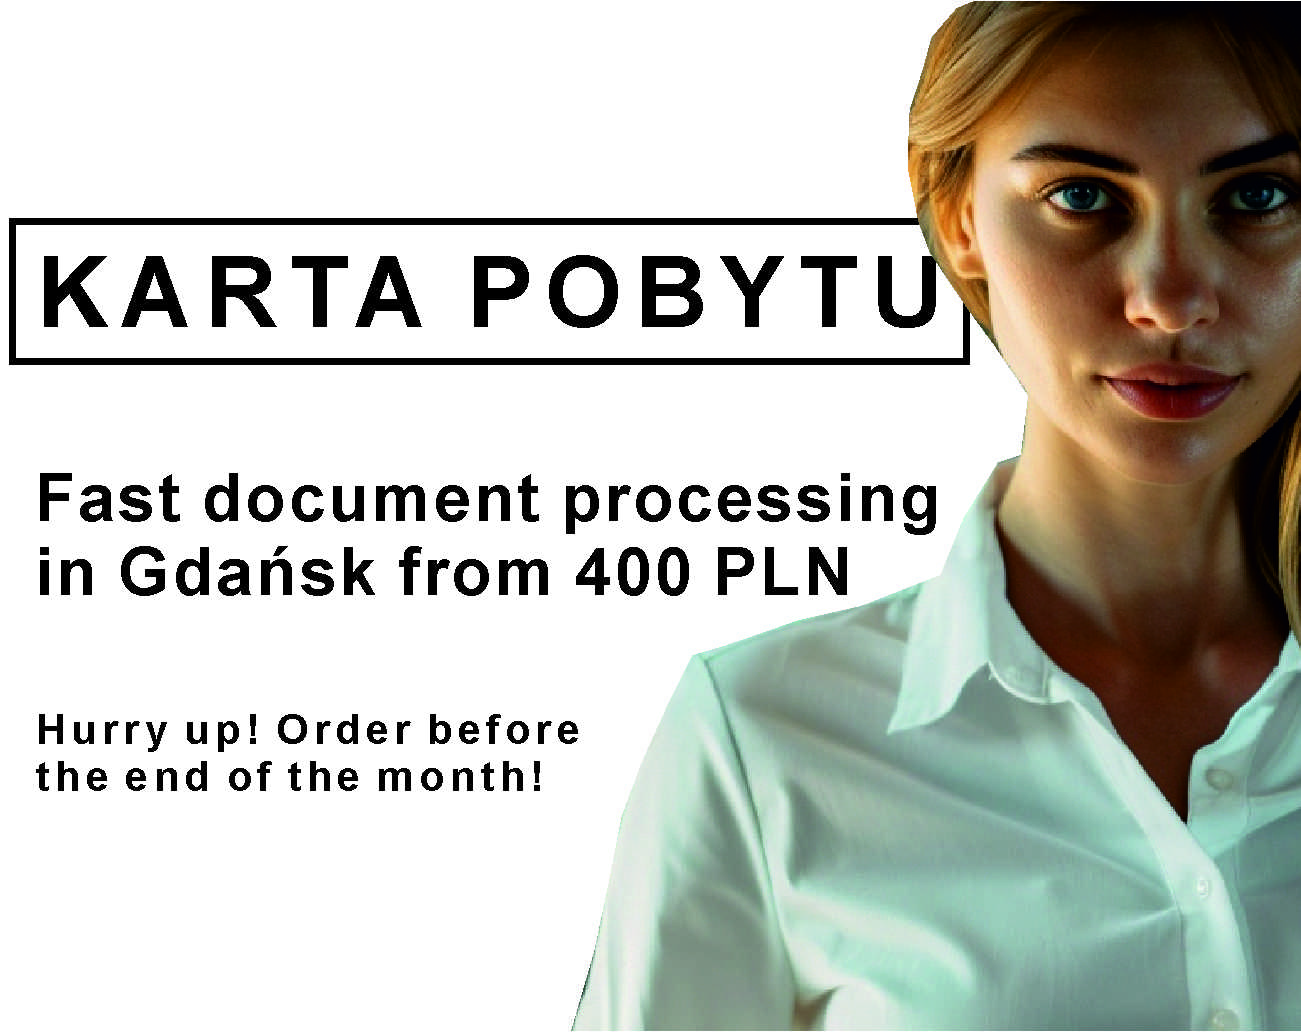 KARTA POBYTU
Fast document processing
in Gdańsk from 400 PLN
Hurry up! Order before
the end of the month!